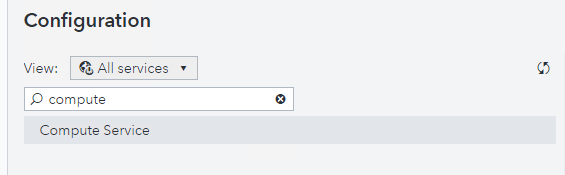 Configuration
View: All services
compute
Compute Service